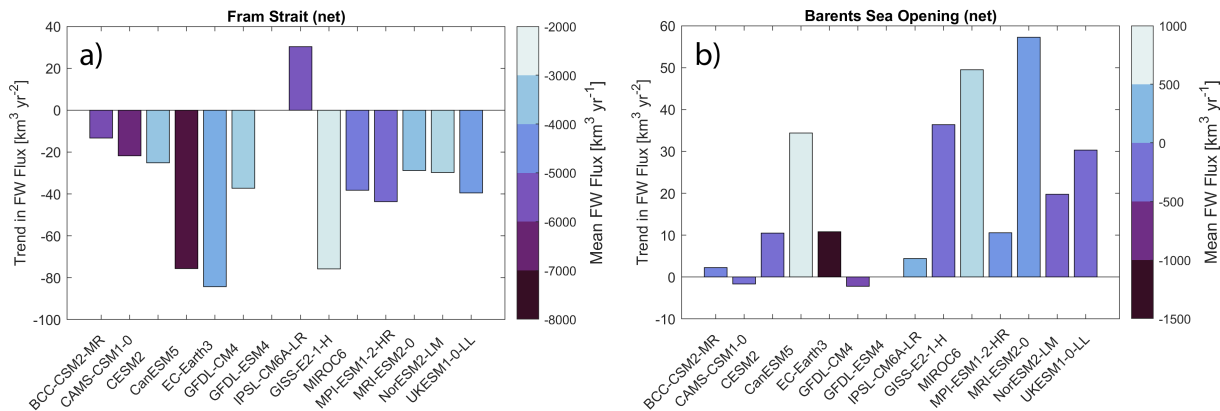 Fram Strait (net)
a)
Trend in FW Flux [km³ yr⁻²]
40
20
0
-20
-40
-60
-80
-100
BCC-CSM2-MR
CAMS-CSM1-0
CESM2
CanESM5
EC-Earth3
GFDL-CM4
GFDL-ESM4
IPSL-CM6A-LR
GISS-E2-1-H
MIROC6
MPI-ESM1-2-HR
MRI-ESM2-0
NorESM2-LM
UKESM1-0-LL
-2000
-3000
-4000
-5000
-6000
-7000
-8000
Mean FW Flux [km³ yr⁻¹]
Barents Sea Opening (net)
b)
Trend in FW Flux [km³ yr⁻²]
60
50
40
30
20
10
0
-10
BCC-CSM2-MR
CAMS-CSM1-0
CESM2
CanESM5
EC-Earth3
GFDL-CM4
GFDL-ESM4
IPSL-CM6A-LR
GISS-E2-1-H
MIROC6
MPI-ESM1-2-HR
MRI-ESM2-0
NorESM2-LM
UKESM1-0-LL
1000
500
0
-500
-1000
-1500
Mean FW Flux [km³ yr⁻¹]